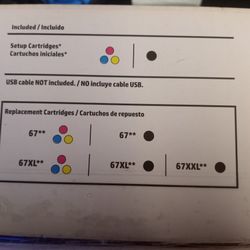 Included / Incluido
Setup Cartridges*
Cartuchos iniciales*
USB cable NOT included. / NO incluye cable USB.
Replacement Cartridges / Cartuchos de repuesto
67** 67**
67XL** 67XL** 67XXL**